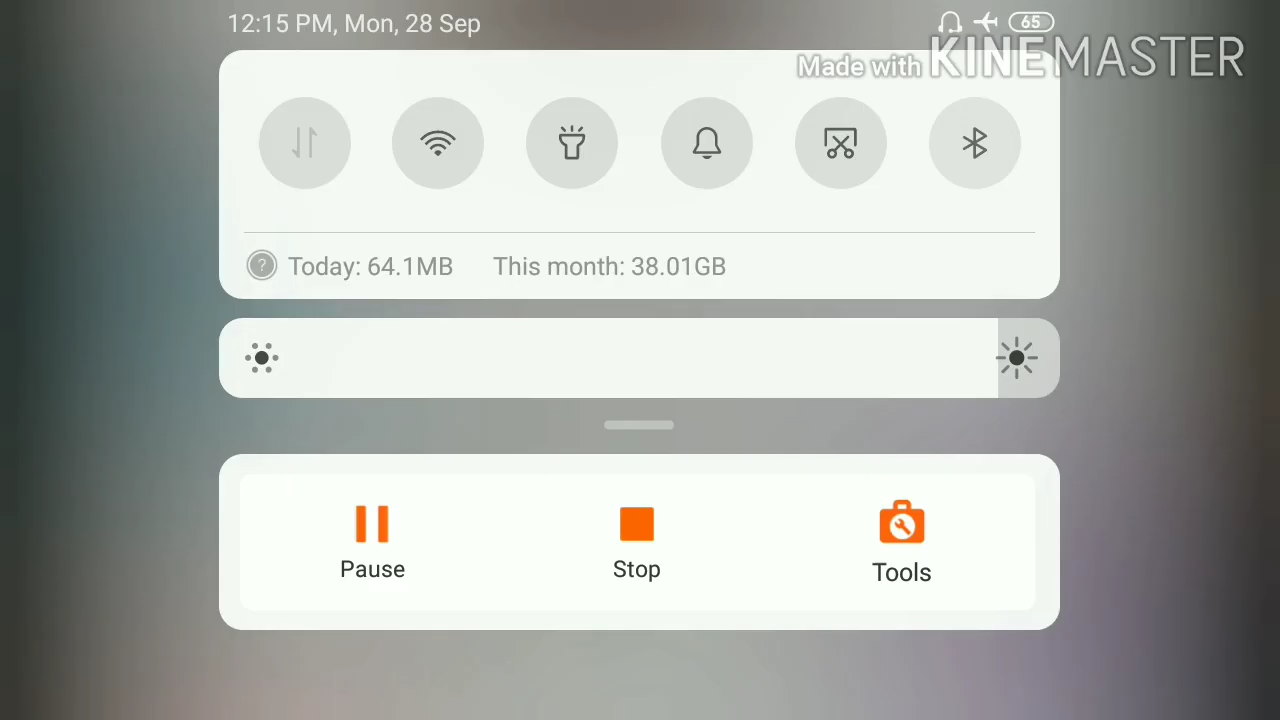 12:15 PM, Mon, 28 Sep
65
Made with KINEMASTER
?
Today: 64.1MB
This month: 38.01GB
Pause
Stop
Tools